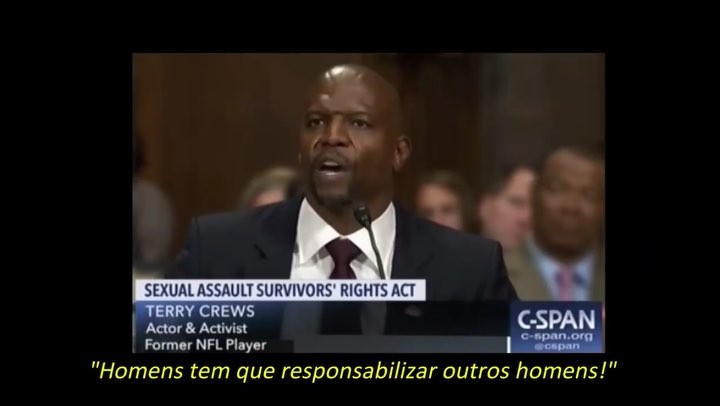 SEXUAL ASSAULT SURVIVORS' RIGHTS ACT
TERRY CREWS
Actor & Activist
Former NFL Player
C-SPAN
c-span.org
@cspan
"Homens tem que responsabilizar outros homens!"